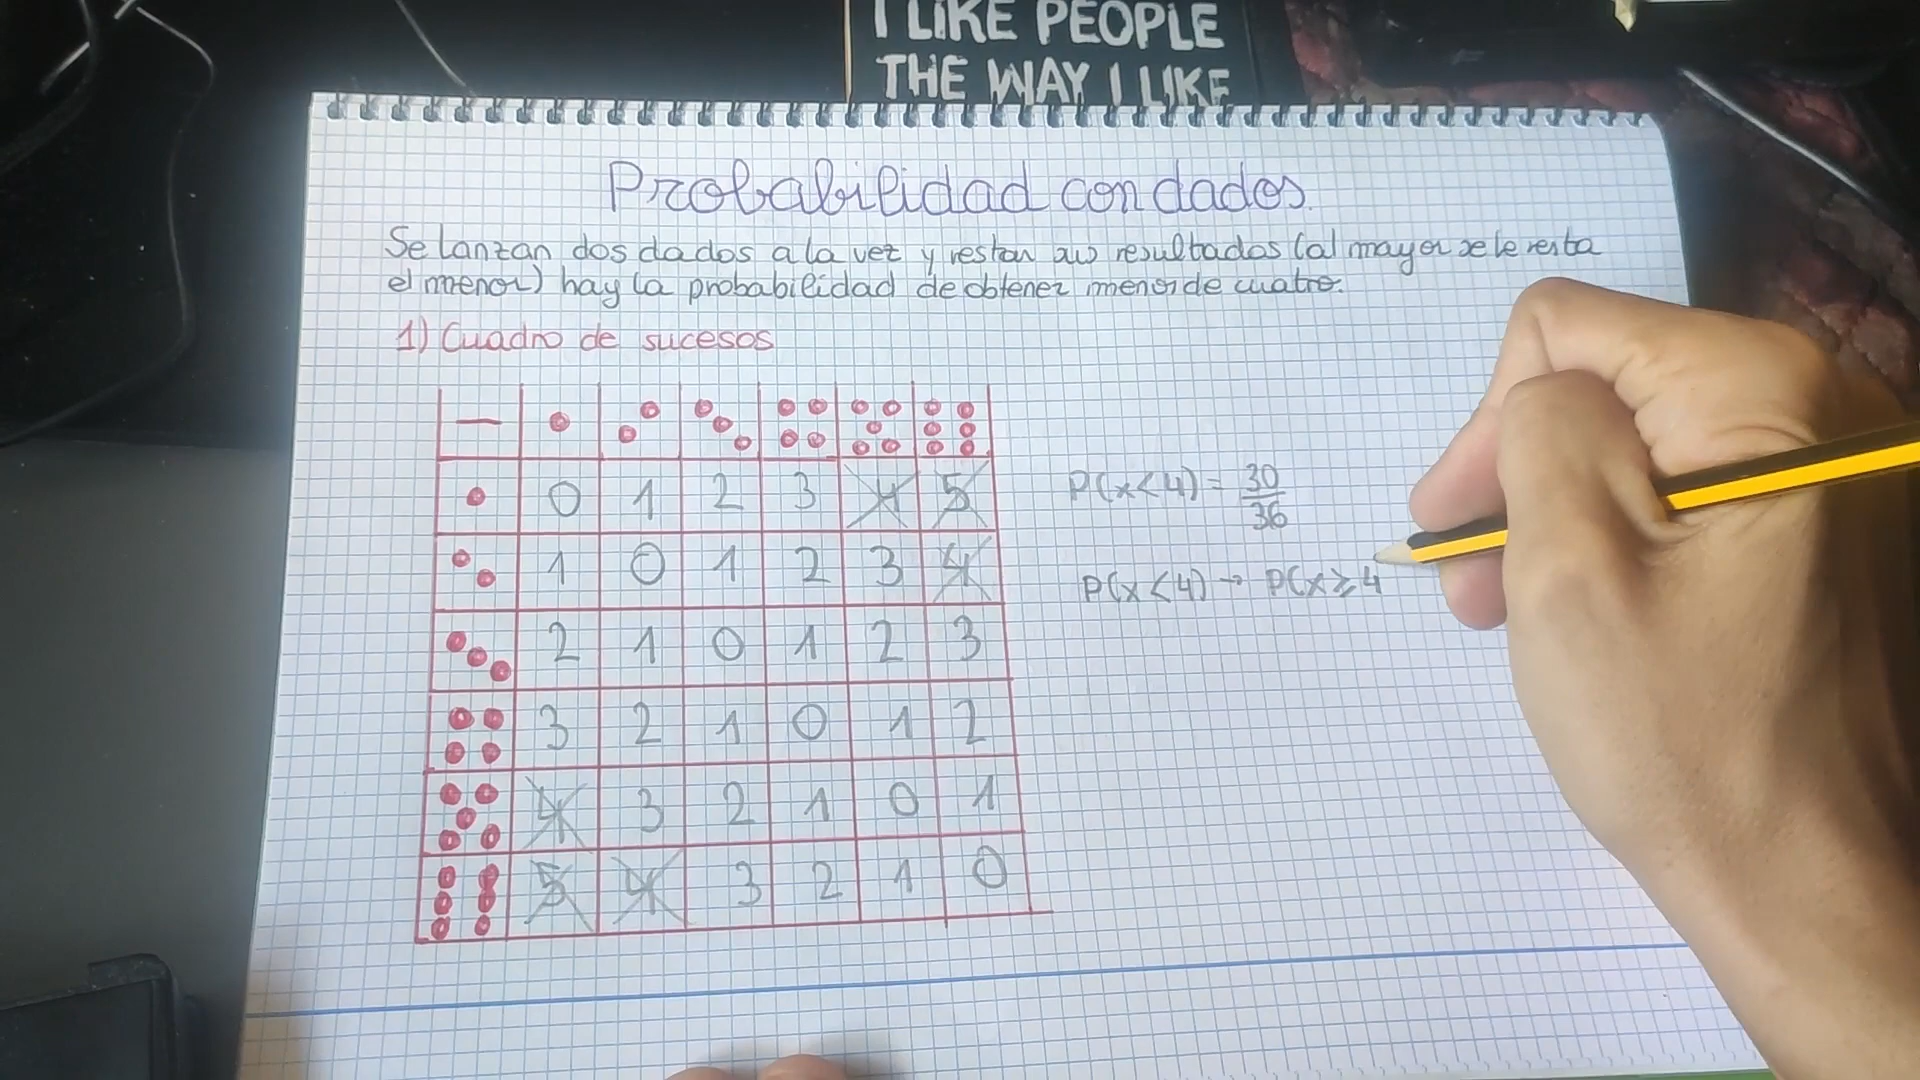 I LIKE PEOPLE
THE WAY I LIKE
Probabilidad con dados.
Se lanzan dos dados a la vez y restan sus resultados (al mayor se le resta
el menor) hay la probabilidad de obtener menor de cuatro.
1) Cuadro de sucesos
—
0 1 2 3 4 5
1 0 1 2 3 4
2 1 0 1 2 3
3 2 1 0 1 2
4 3 2 1 0 1
5 4 3 2 1 0
P(x<4) = 30/36
P(x<4) → P(x≥4